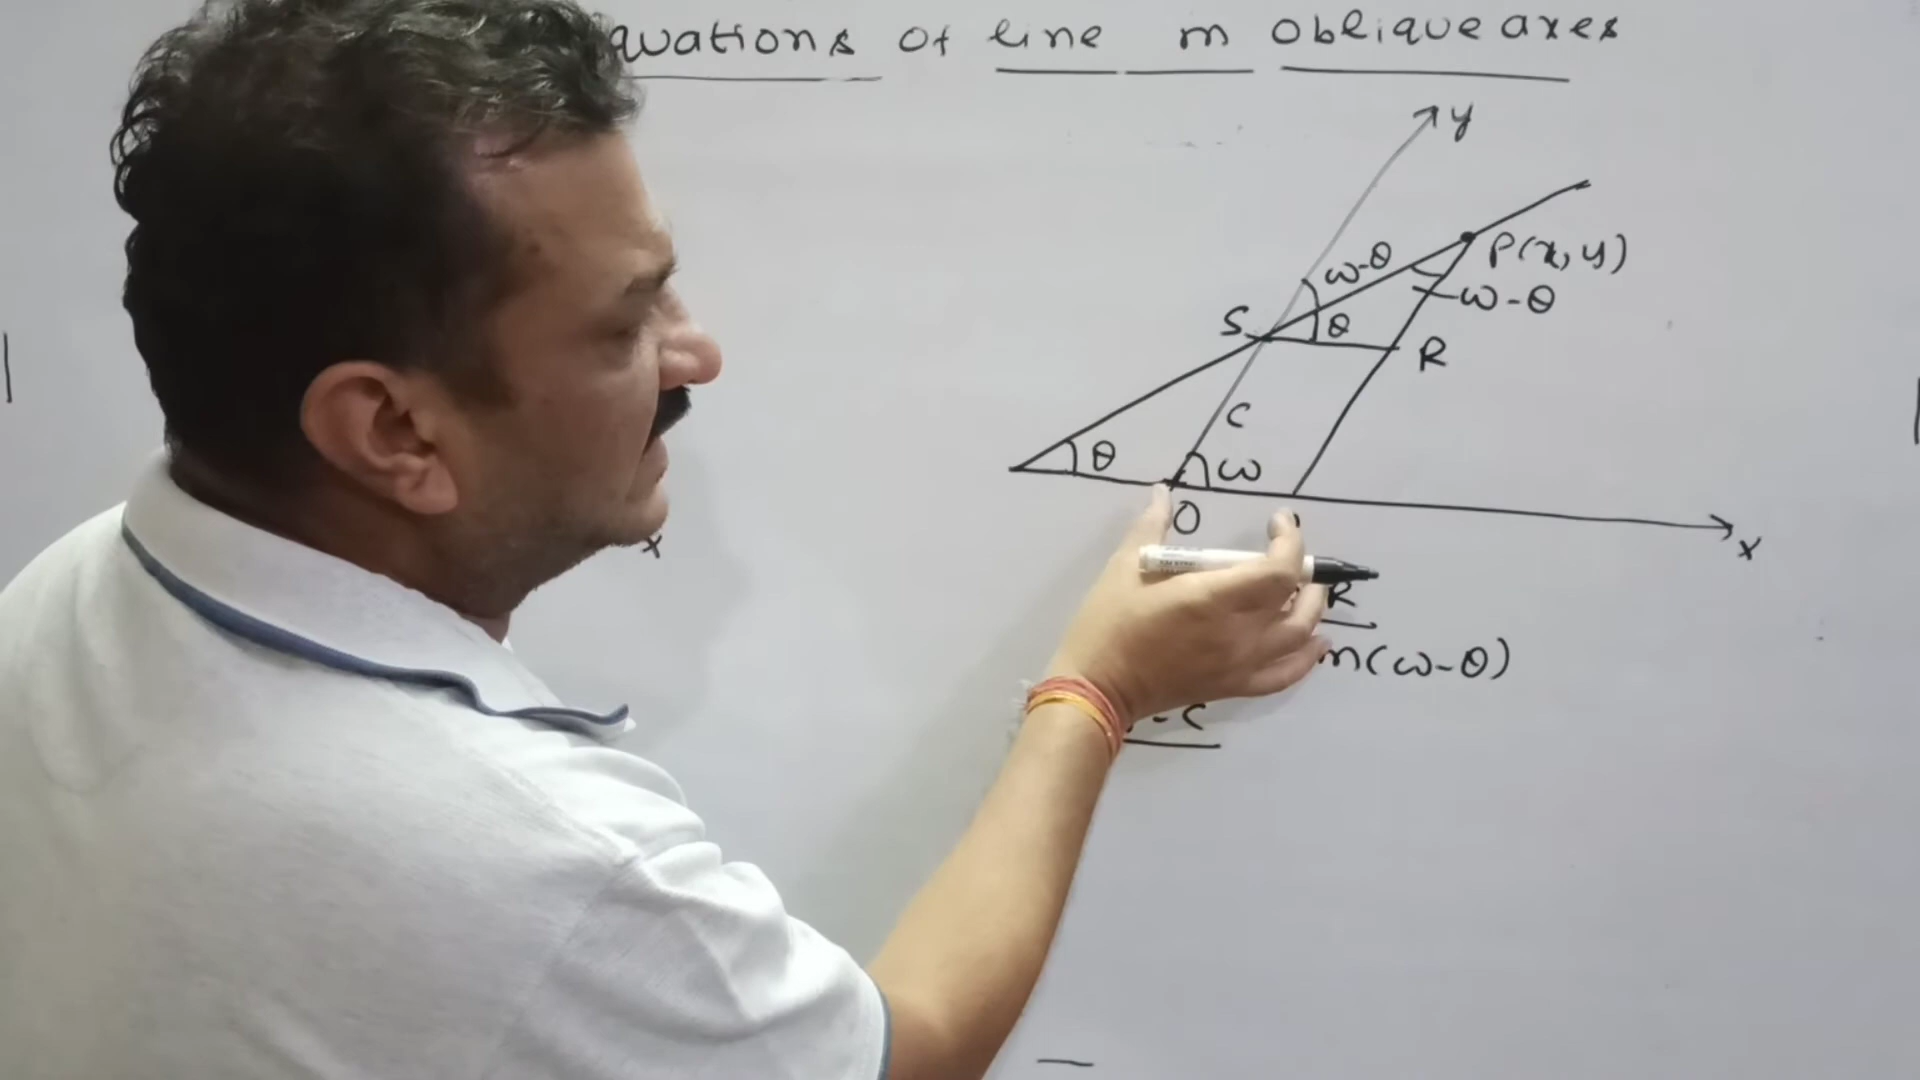 quations of line in oblique axes
y
P(x, y)
ω-θ
ω-θ
S θ R
C
θ ω
O
x
x
R
n(ω-θ)
- C